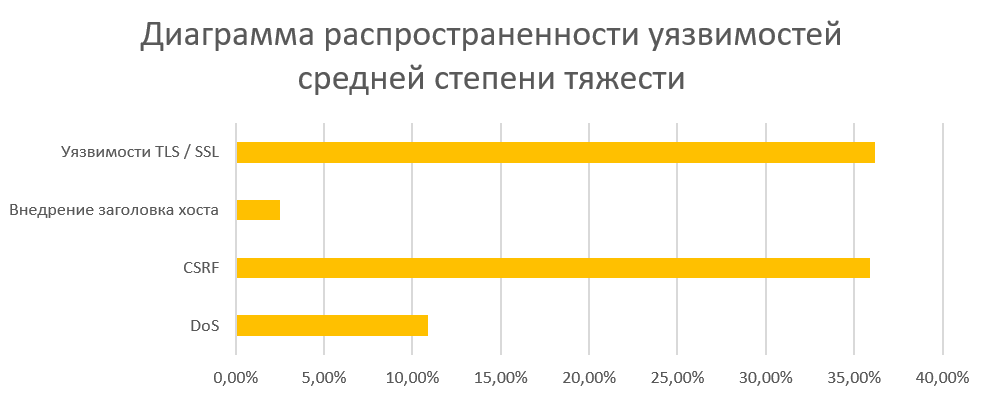 Диаграмма распространенности уязвимостей
средней степени тяжести
Уязвимости TLS / SSL
Внедрение заголовка хоста
CSRF
DoS
0,00% 5,00% 10,00% 15,00% 20,00% 25,00% 30,00% 35,00% 40,00%